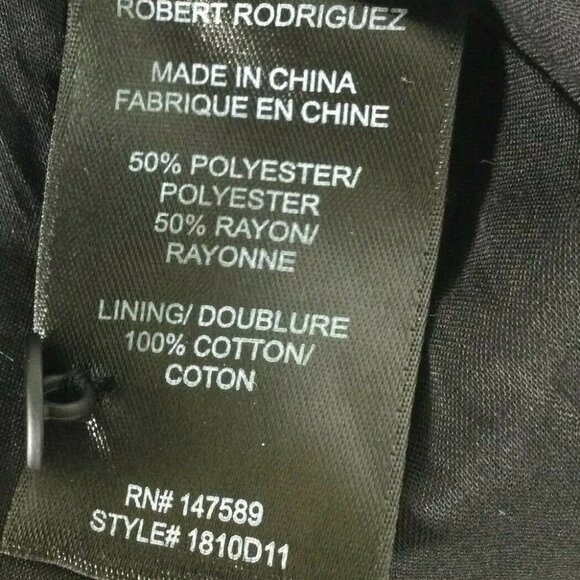 ROBERT RODRIGUEZ
MADE IN CHINA
FABRIQUE EN CHINE
50% POLYESTER/
POLYESTER
50% RAYON/
RAYONNE
LINING/ DOUBLURE
100% COTTON/
COTON
RN# 147589
STYLE# 1810D11